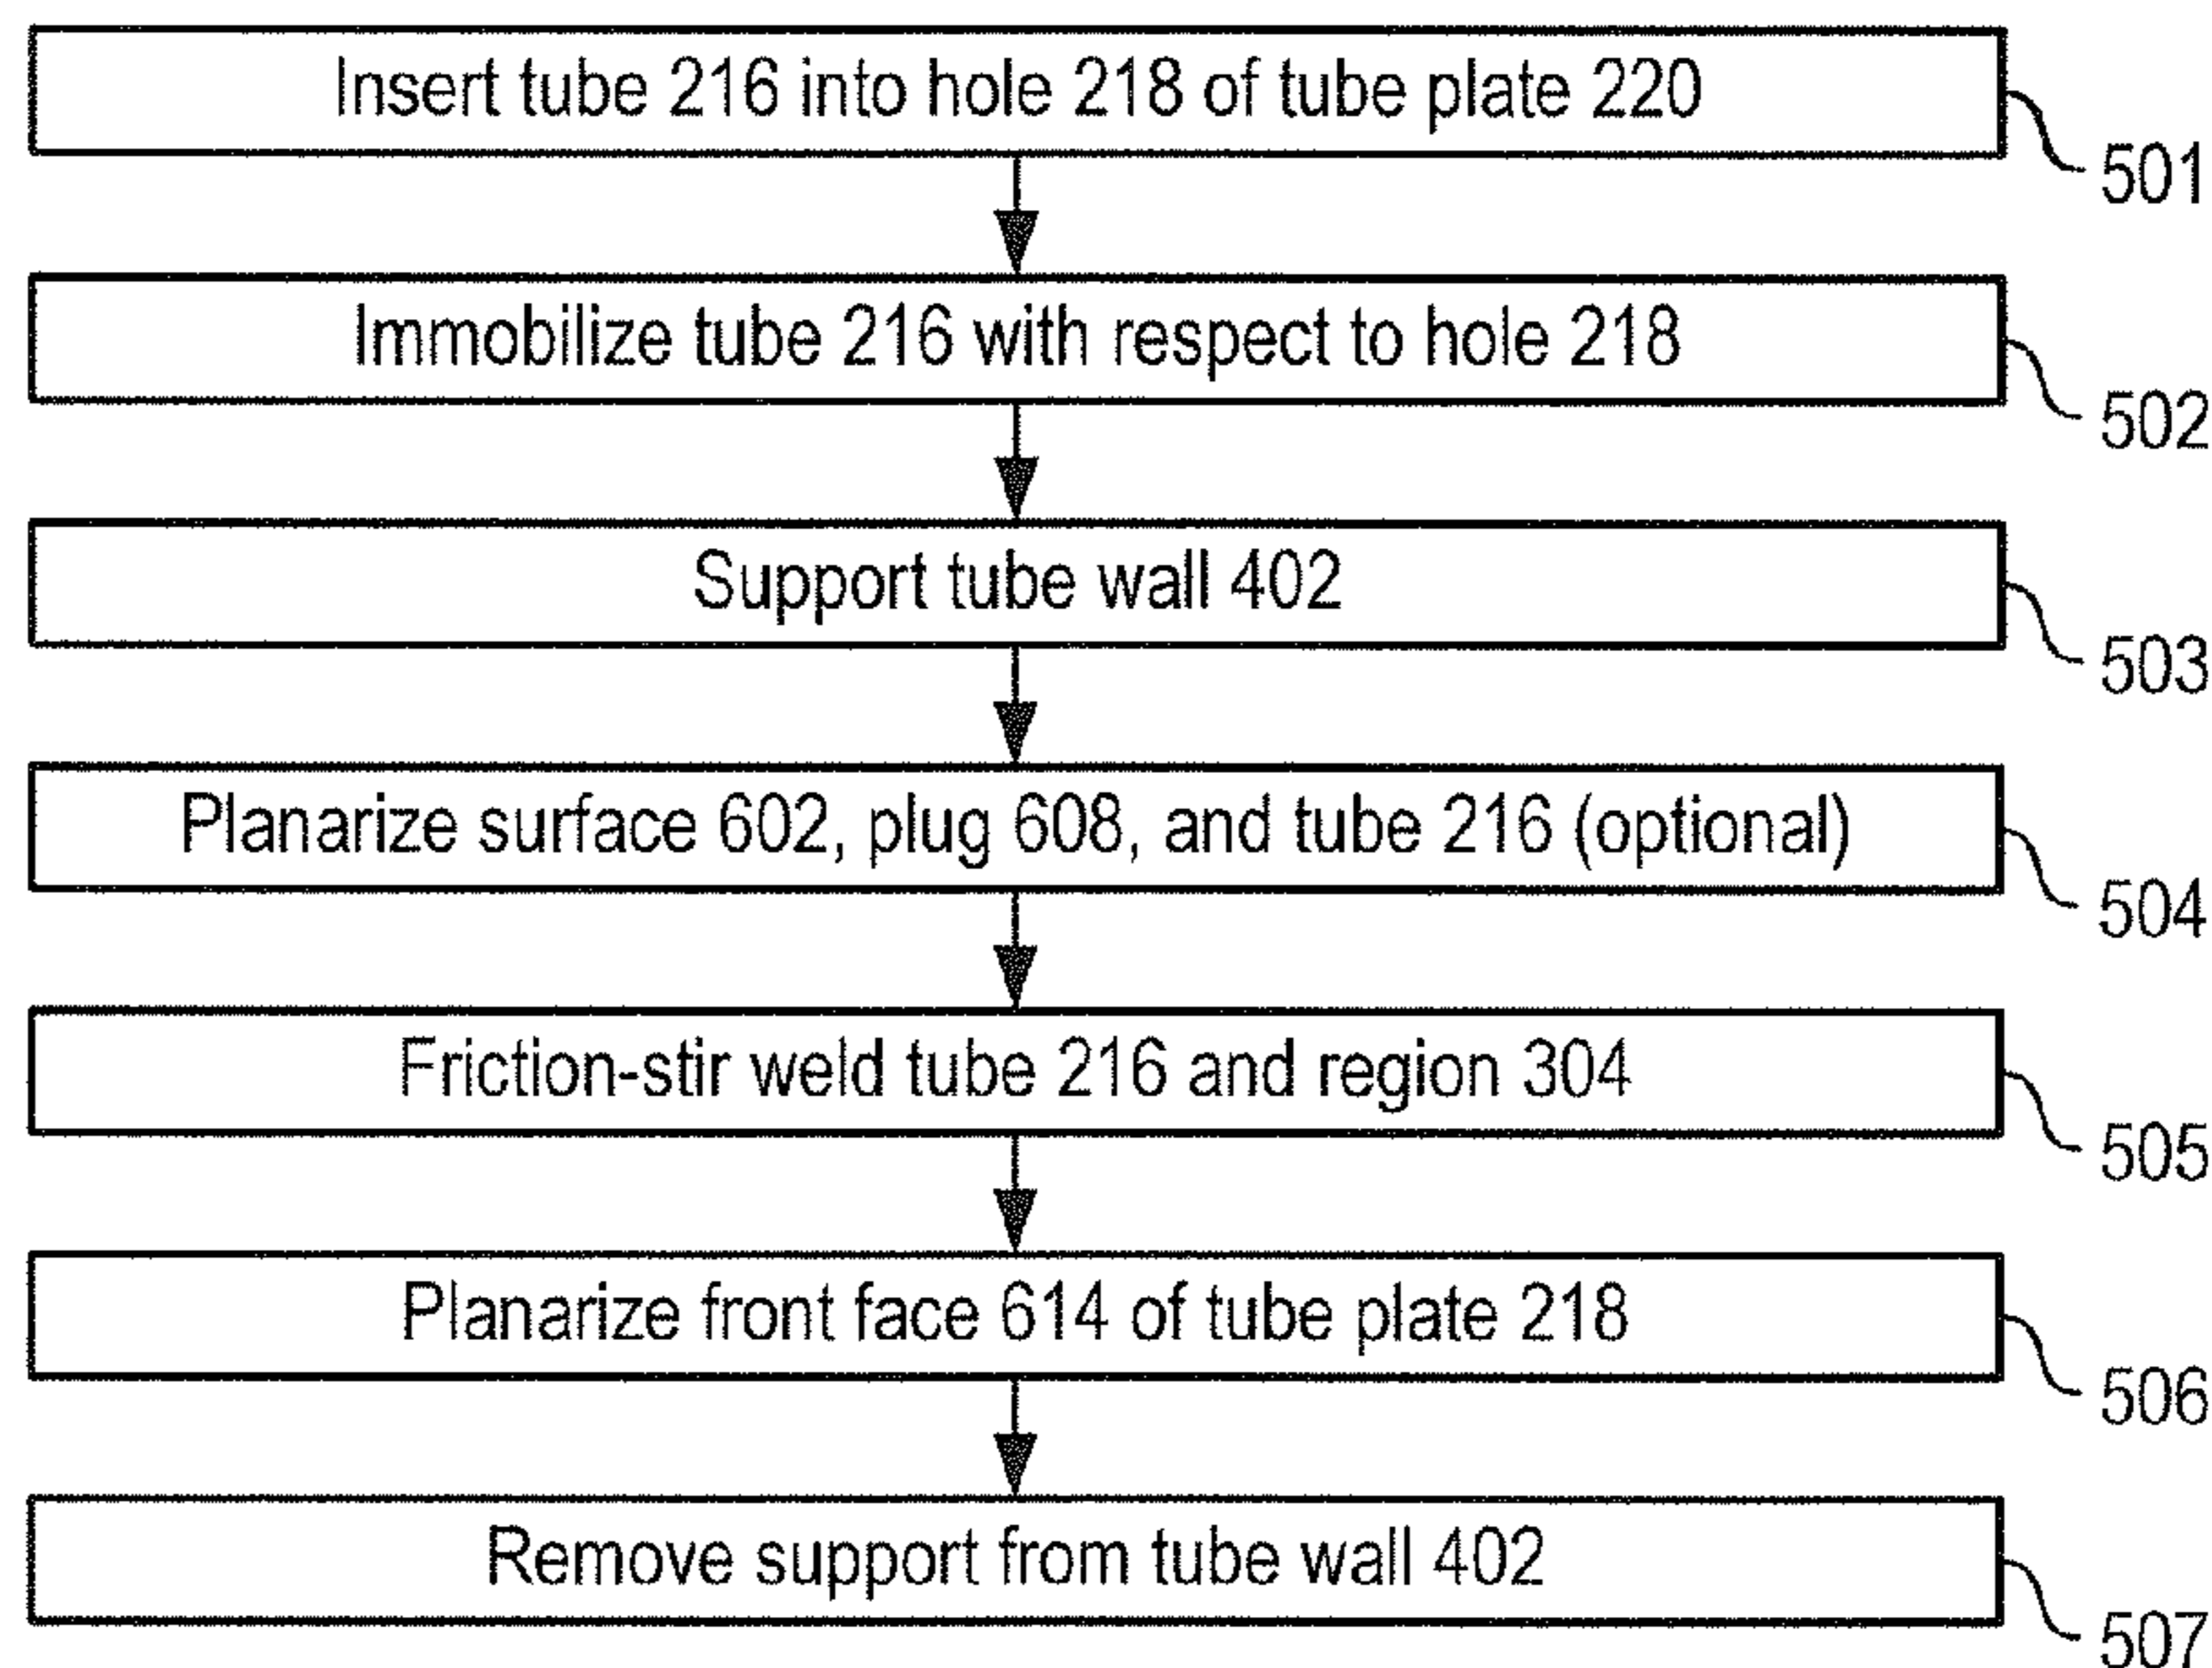 Insert tube 216 into hole 218 of tube plate 220
501
Immobilize tube 216 with respect to hole 218
502
Support tube wall 402
503
Planarize surface 602, plug 608, and tube 216 (optional)
504
Friction-stir weld tube 216 and region 304
505
Planarize front face 614 of tube plate 218
506
Remove support from tube wall 402
507